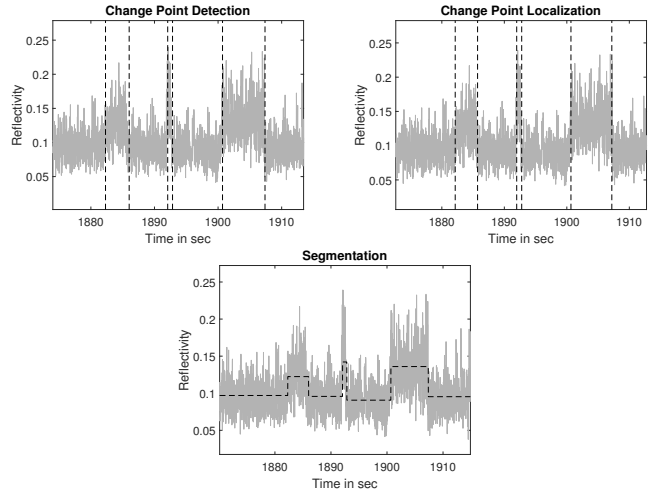 Change Point Detection
0.25
0.2
0.15
0.1
0.05
Reflectivity
1880 1890 1900 1910
Time in sec
Change Point Localization
0.25
0.2
0.15
0.1
0.05
Reflectivity
1880 1890 1900 1910
Time in sec
Segmentation
0.25
0.2
0.15
0.1
0.05
Reflectivity
1880 1890 1900 1910
Time in sec